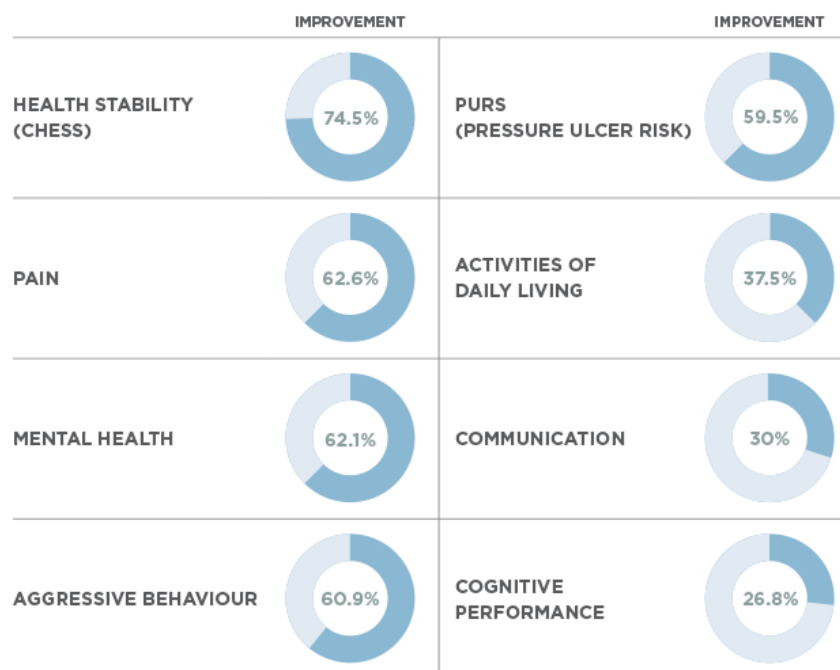 IMPROVEMENT
HEALTH STABILITY
(CHESS)
74.5%
PAIN
62.6%
MENTAL HEALTH
62.1%
AGGRESSIVE BEHAVIOUR
60.9%
IMPROVEMENT
PURS
(PRESSURE ULCER RISK)
59.5%
ACTIVITIES OF
DAILY LIVING
37.5%
COMMUNICATION
30%
COGNITIVE
PERFORMANCE
26.8%